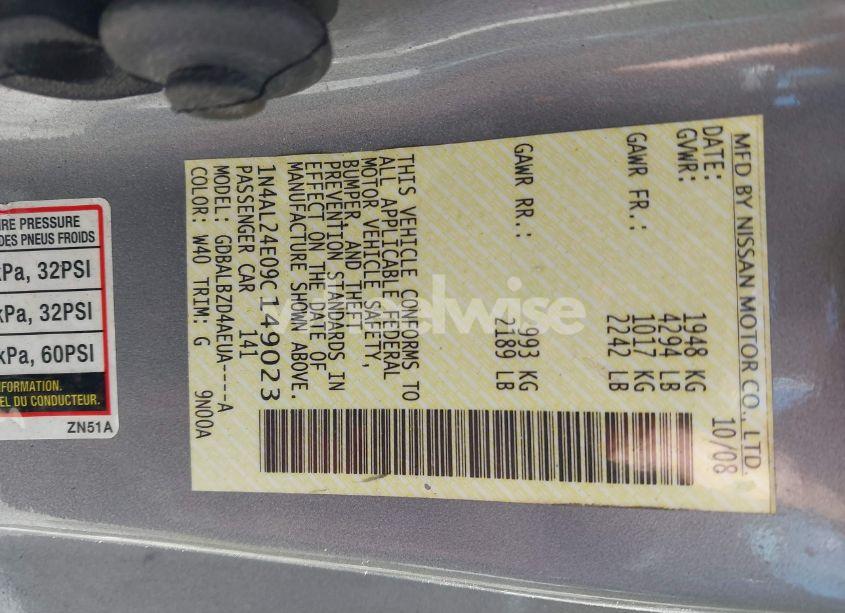 MFD BY NISSAN MOTOR CO., LTD.
DATE: 10/08
GVWR: 1948 KG
4294 LB
GAWR FR.: 1017 KG
2242 LB
GAWR RR.: 993 KG
2189 LB
THIS VEHICLE CONFORMS TO
ALL APPLICABLE FEDERAL
MOTOR VEHICLE SAFETY,
BUMPER, AND THEFT
PREVENTION STANDARDS IN
EFFECT ON THE DATE OF
MANUFACTURE SHOWN ABOVE.
1N4AL24E09C149023
PASSENGER CAR 141
MODEL: GDBALBZD4AEUA----A
COLOR: W40 TRIM: G 9N00A
IRE PRESSURE
DES PNEUS FROIDS
kPa, 32PSI
kPa, 32PSI
kPa, 60PSI
INFORMATION.
EL DU CONDUCTEUR.
ZN51A